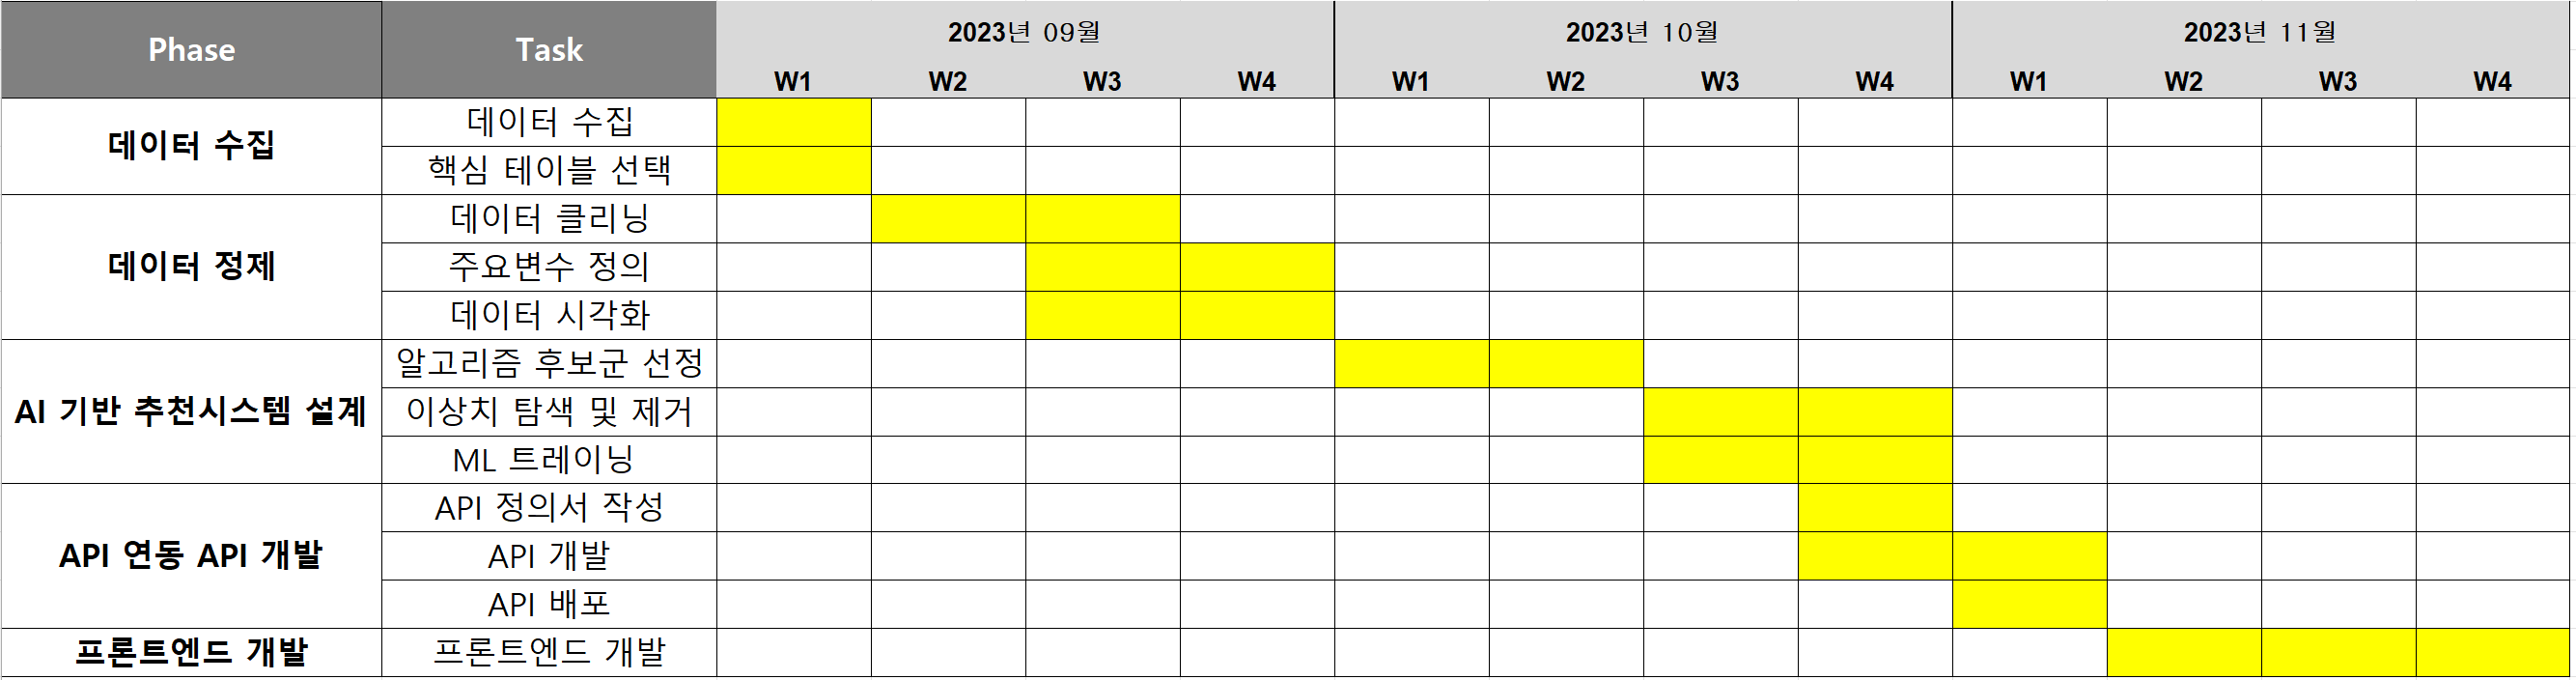 Phase Task 2023년 09월 2023년 10월 2023년 11월
W1 W2 W3 W4 W1 W2 W3 W4 W1 W2 W3 W4
데이터 수집
데이터 수집
핵심 테이블 선택
데이터 정제
데이터 클리닝
주요변수 정의
데이터 시각화
AI 기반 추천시스템 설계
알고리즘 후보군 선정
이상치 탐색 및 제거
ML 트레이닝
API 연동 API 개발
API 정의서 작성
API 개발
API 배포
프론트엔드 개발
프론트엔드 개발